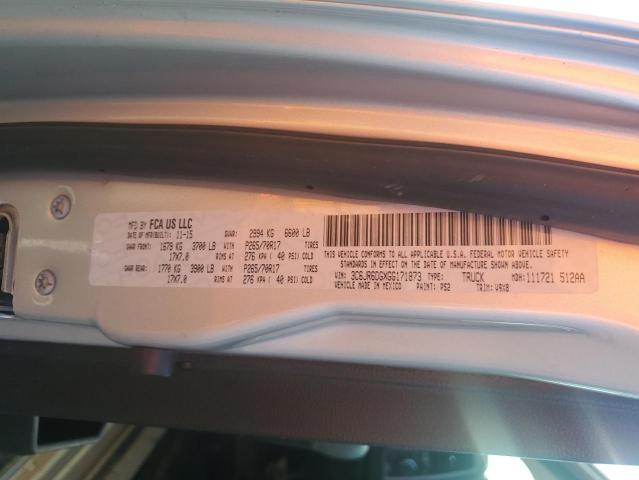 MFD BY FCA US LLC
DATE OF MFR(BUILT): 11-15 GVWR: 2994 KG 6600 LB
GAWR FRONT: 1679 KG 3700 LB WITH P265/70R17 TIRES
17X7.0 RIMS AT 276 KPA( 40 PSI) COLD
GAWR REAR: 1770 KG 3900 LB WITH P265/70R17 TIRES
17X7.0 RIMS AT 276 KPA( 40 PSI) COLD
THIS VEHICLE CONFORMS TO ALL APPLICABLE U.S.A. FEDERAL MOTOR VEHICLE SAFETY
STANDARDS IN EFFECT ON THE DATE OF MANUFACTURE SHOWN ABOVE.
VIN: 3C6JR6DGXGG171873 TYPE: TRUCK MDH: 111721 512AA
VEHICLE MADE IN MEXICO PAINT: PS2 TRIM: V9X8